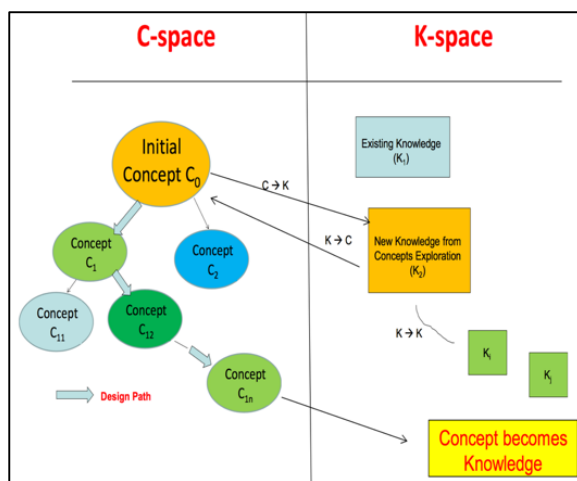 C-space
K-space
Initial
Concept C₀
Existing Knowledge
(K₁)
C → K
K → C
Concept
C₁
Concept
C₂
New Knowledge from
Concepts Exploration
(K₂)
Concept
C₁₁
Concept
C₁₂
K → K
Kᵢ
Kⱼ
Concept
C₁ₙ
Design Path
Concept becomes
Knowledge